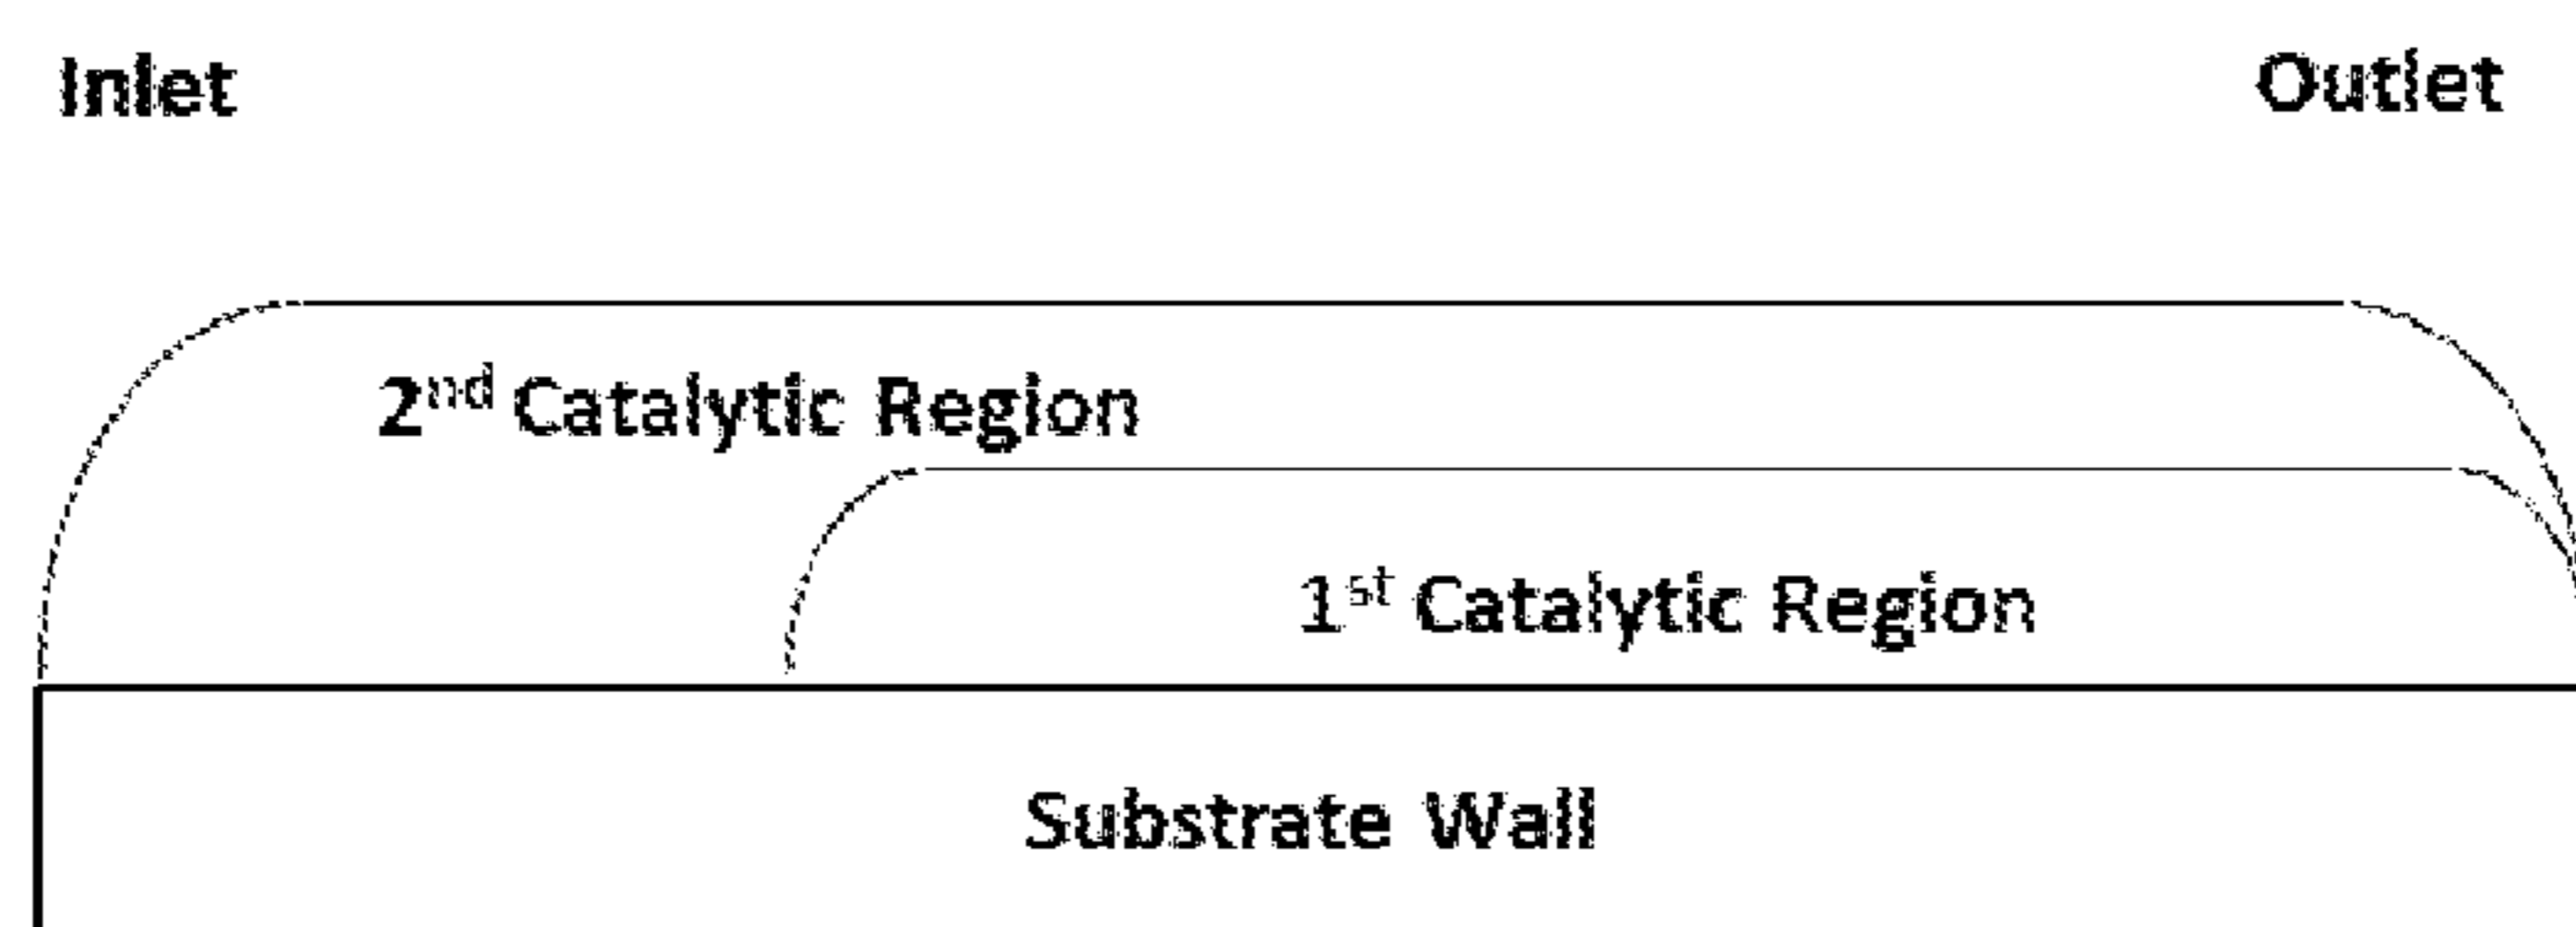 Inlet
Outlet
2nd Catalytic Region
1st Catalytic Region
Substrate Wall